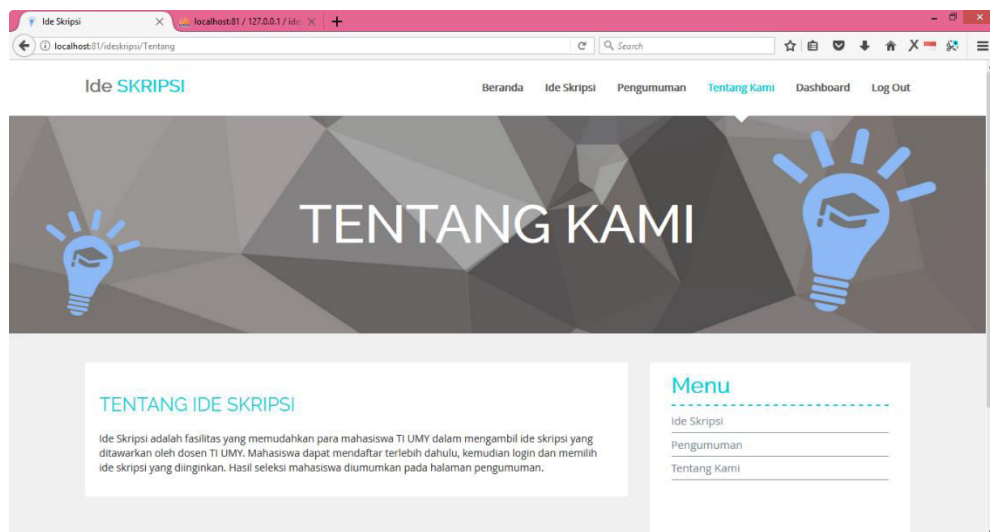 Ide Skripsi
localhost:81 / 127.0.0.1 / ide
localhost:81/ideskripsi/Tentang
Search
Ide SKRIPSI
Beranda Ide Skripsi Pengumuman Tentang Kami Dashboard Log Out
TENTANG KAMI
TENTANG IDE SKRIPSI
Ide Skripsi adalah fasilitas yang memudahkan para mahasiswa TI UMY dalam mengambil ide skripsi yang
ditawarkan oleh dosen TI UMY. Mahasiswa dapat mendaftar terlebih dahulu, kemudian login dan memilih
ide skripsi yang diinginkan. Hasil seleksi mahasiswa diumumkan pada halaman pengumuman.
Menu
Ide Skripsi
Pengumuman
Tentang Kami